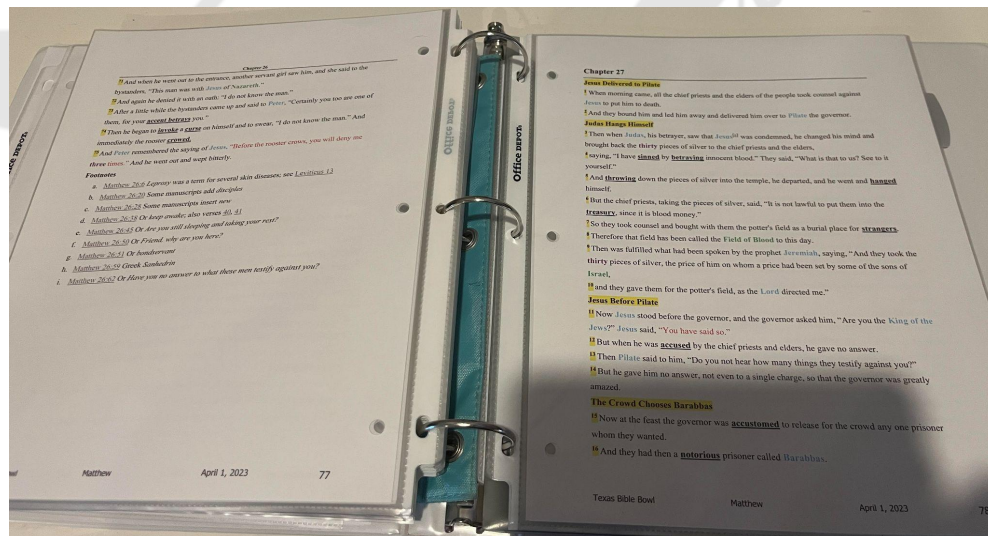 Chapter 26
71 And when he went out to the entrance, another servant girl saw him, and she said to the
bystanders, "This man was with Jesus of Nazareth."
72 And again he denied it with an oath: "I do not know the man."
73 After a little while the bystanders came up and said to Peter, "Certainly you too are one of
them, for your accent betrays you."
74 Then he began to invoke a curse on himself and to swear, "I do not know the man." And
immediately the rooster crowed.
75 And Peter remembered the saying of Jesus, "Before the rooster crows, you will deny me
three times." And he went out and wept bitterly.
Footnotes
a. Matthew 26:6 Leprosy was a term for several skin diseases; see Leviticus 13
b. Matthew 26:20 Some manuscripts add disciples
c. Matthew 26:28 Some manuscripts insert new
d. Matthew 26:38 Or keep awake; also verses 40, 41
e. Matthew 26:45 Or Are you still sleeping and taking your rest?
f. Matthew 26:50 Or Friend, why are you here?
g. Matthew 26:51 Or bondservant
h. Matthew 26:59 Greek Sanhedrin
i. Matthew 26:62 Or Have you no answer to what these men testify against you?
Matthew
April 1, 2023
77
Office DEPOT
Office DEPOT
Chapter 27
Jesus Delivered to Pilate
1 When morning came, all the chief priests and the elders of the people took counsel against
Jesus to put him to death.
2 And they bound him and led him away and delivered him over to Pilate the governor.
Judas Hangs Himself
3 Then when Judas, his betrayer, saw that Jesus[a] was condemned, he changed his mind and
brought back the thirty pieces of silver to the chief priests and the elders,
4 saying, "I have sinned by betraying innocent blood." They said, "What is that to us? See to it
yourself."
5 And throwing down the pieces of silver into the temple, he departed, and he went and hanged
himself.
6 But the chief priests, taking the pieces of silver, said, "It is not lawful to put them into the
treasury, since it is blood money."
7 So they took counsel and bought with them the potter's field as a burial place for strangers.
8 Therefore that field has been called the Field of Blood to this day.
9 Then was fulfilled what had been spoken by the prophet Jeremiah, saying, "And they took the
thirty pieces of silver, the price of him on whom a price had been set by some of the sons of
Israel,
10 and they gave them for the potter's field, as the Lord directed me."
Jesus Before Pilate
11 Now Jesus stood before the governor, and the governor asked him, "Are you the King of the
Jews?" Jesus said, "You have said so."
12 But when he was accused by the chief priests and elders, he gave no answer.
13 Then Pilate said to him, "Do you not hear how many things they testify against you?"
14 But he gave him no answer, not even to a single charge, so that the governor was greatly
amazed.
The Crowd Chooses Barabbas
15 Now at the feast the governor was accustomed to release for the crowd any one prisoner
whom they wanted.
16 And they had then a notorious prisoner called Barabbas.
Texas Bible Bowl
Matthew
April 1, 2023